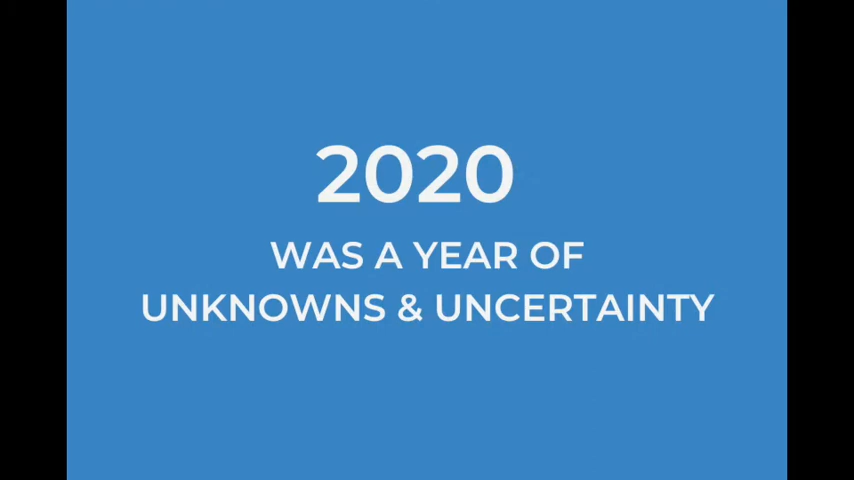 2020
WAS A YEAR OF
UNKNOWNS & UNCERTAINTY